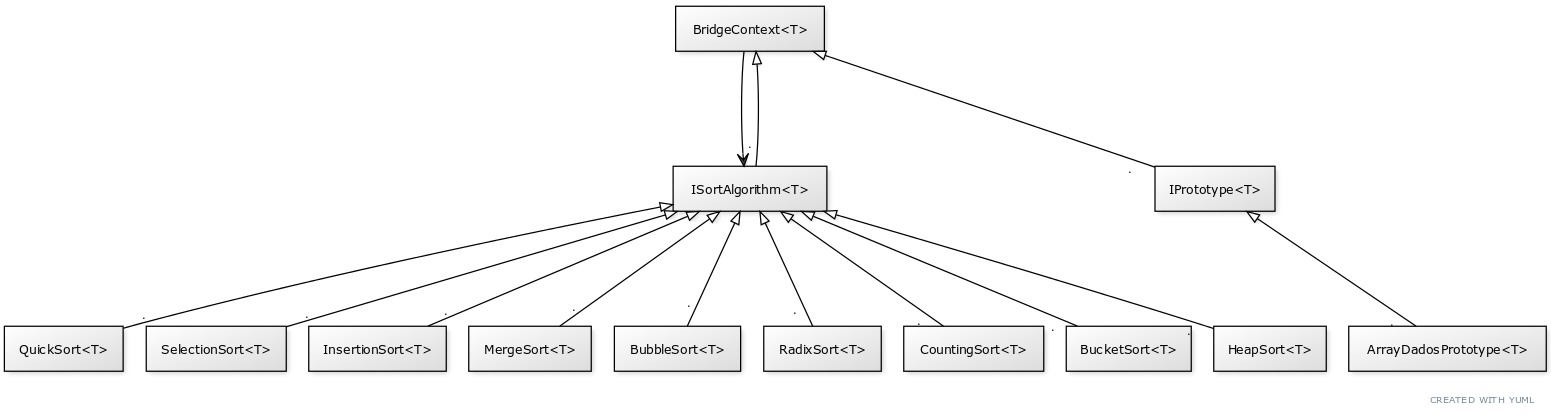 BridgeContext<T>
ISortAlgorithm<T>
IPrototype<T>
QuickSort<T>
SelectionSort<T>
InsertionSort<T>
MergeSort<T>
BubbleSort<T>
RadixSort<T>
CountingSort<T>
BucketSort<T>
HeapSort<T>
ArrayDadosPrototype<T>
CREATED WITH YUML